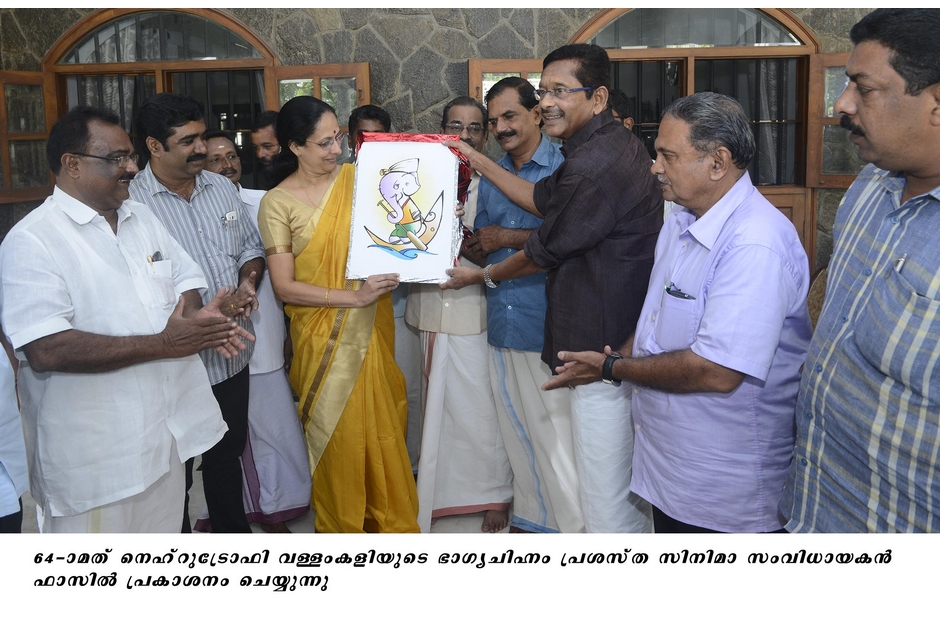 64-ാമത് നെഹ്റുട്രോഫി വള്ളംകളിയുടെ ഭാഗ്യചിഹ്നം പ്രശസ്ത സിനിമാ സംവിധായകൻ
ഫാസിൽ പ്രകാശനം ചെയ്യുന്നു